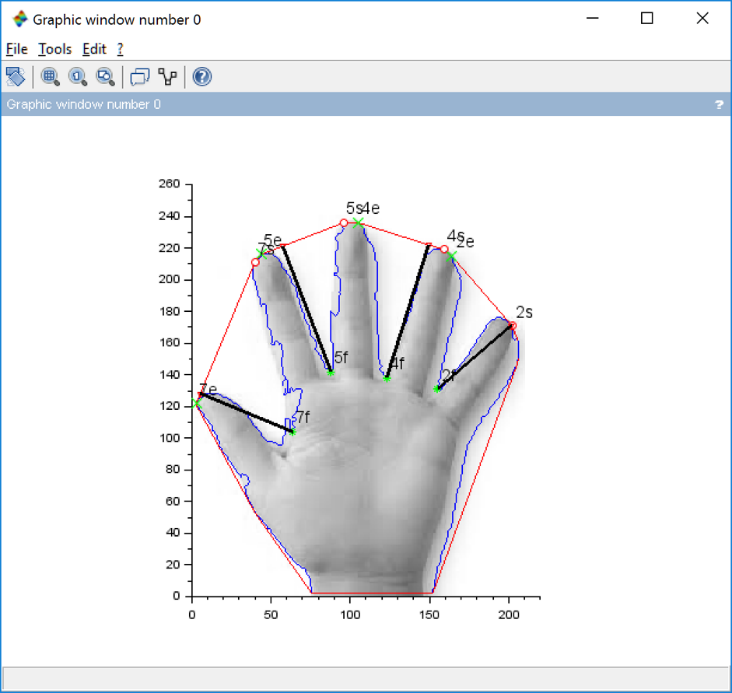 Graphic window number 0
File Tools Edit ?
Graphic window number 0 ?
260
240
220
200
180
160
140
120
100
80
60
40
20
0
0 50 100 150 200
5s 4e
5e 4s
7s 2e
2s
5f 4f
7e 2f
7f